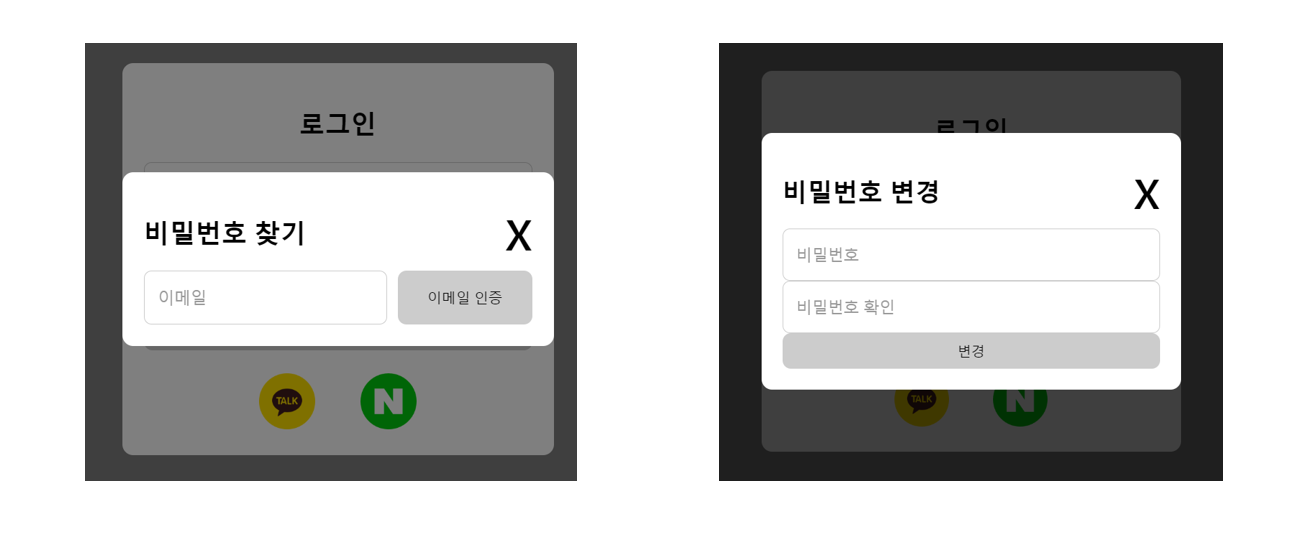 로그인
비밀번호 찾기 X
이메일 이메일 인증
TALK N
로그인
비밀번호 변경 X
비밀번호
비밀번호 확인
변경
TALK N